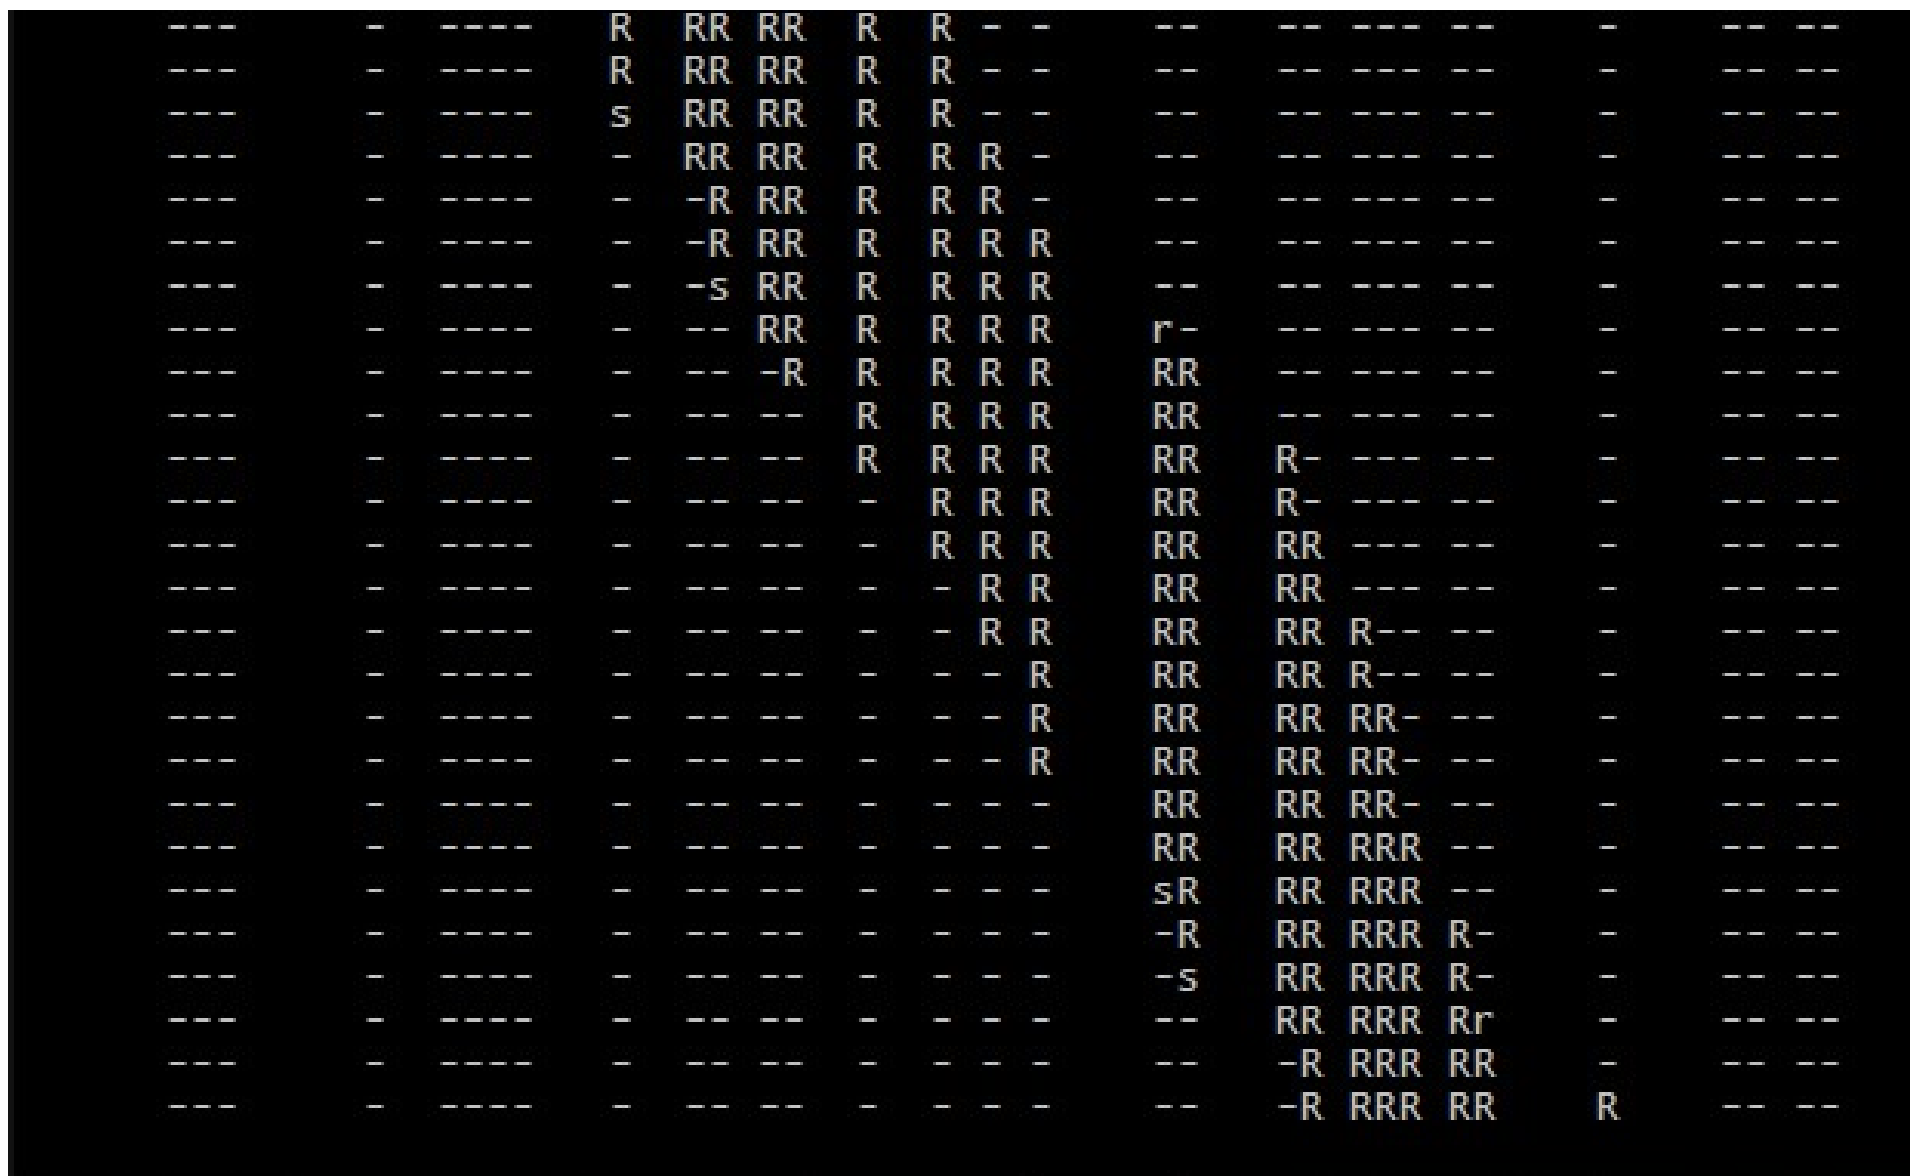 ---     -  ----   R  RR RR  R  R - -    --   -- --- --    -    -- --
---     -  ----   R  RR RR  R  R - -    --   -- --- --    -    -- --
---     -  ----   s  RR RR  R  R - -    --   -- --- --    -    -- --
---     -  ----   -  RR RR  R  R R -    --   -- --- --    -    -- --
---     -  ----   -  -R RR  R  R R -    --   -- --- --    -    -- --
---     -  ----   -  -R RR  R  R R R    --   -- --- --    -    -- --
---     -  ----   -  -s RR  R  R R R    --   -- --- --    -    -- --
---     -  ----   -  -- RR  R  R R R    r-   -- --- --    -    -- --
---     -  ----   -  -- -R  R  R R R    RR   -- --- --    -    -- --
---     -  ----   -  -- --  R  R R R    RR   -- --- --    -    -- --
---     -  ----   -  -- --  R  R R R    RR   R- --- --    -    -- --
---     -  ----   -  -- --  -  R R R    RR   R- --- --    -    -- --
---     -  ----   -  -- --  -  R R R    RR   RR --- --    -    -- --
---     -  ----   -  -- --  -  - R R    RR   RR --- --    -    -- --
---     -  ----   -  -- --  -  - R R    RR   RR R-- --    -    -- --
---     -  ----   -  -- --  -  - - R    RR   RR R-- --    -    -- --
---     -  ----   -  -- --  -  - - R    RR   RR RR- --    -    -- --
---     -  ----   -  -- --  -  - - R    RR   RR RR- --    -    -- --
---     -  ----   -  -- --  -  - - -    RR   RR RR- --    -    -- --
---     -  ----   -  -- --  -  - - -    RR   RR RRR --    -    -- --
---     -  ----   -  -- --  -  - - -    sR   RR RRR --    -    -- --
---     -  ----   -  -- --  -  - - -    -R   RR RRR R-    -    -- --
---     -  ----   -  -- --  -  - - -    -s   RR RRR R-    -    -- --
---     -  ----   -  -- --  -  - - -    --   RR RRR Rr    -    -- --
---     -  ----   -  -- --  -  - - -    --   -R RRR RR    -    -- --
---     -  ----   -  -- --  -  - - -    --   -R RRR RR    R    -- --